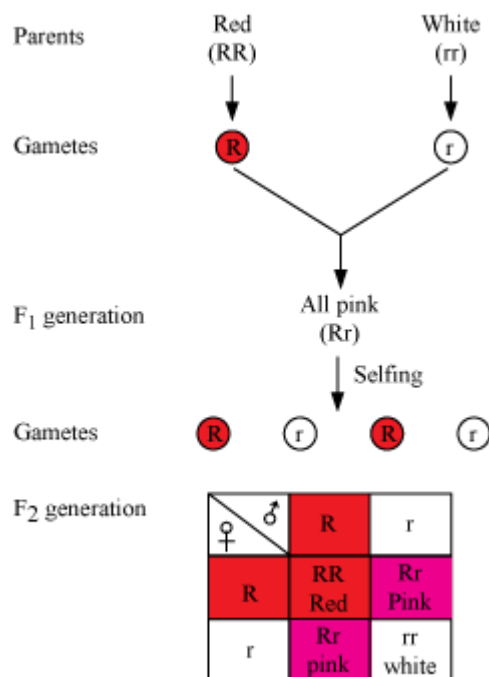 Parents Red White
(RR) (rr)
Gametes R r
F₁ generation All pink
(Rr)
Selfing
Gametes R r R r
F₂ generation ♂ R r
♀
R RR Rr
Red Pink
r Rr rr
pink white